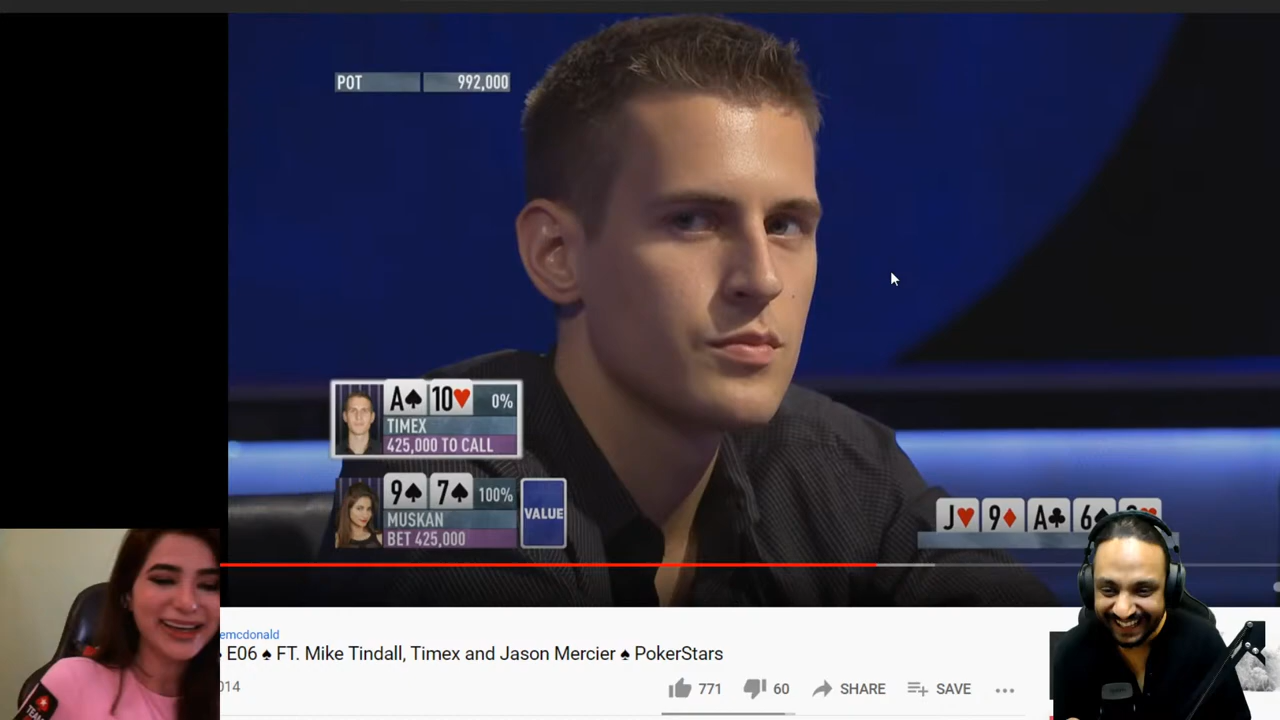 POT 992,000
A♠ 10♥ 0%
TIMEX
425,000 TO CALL
9♠ 7♠ 100%
MUSKAN
BET 425,000
VALUE
J♥ 9♦ A♣ 6♠
emcdonald
E06 ♠ FT. Mike Tindall, Timex and Jason Mercier ♠ PokerStars
014
771 60 SHARE SAVE
TEAM